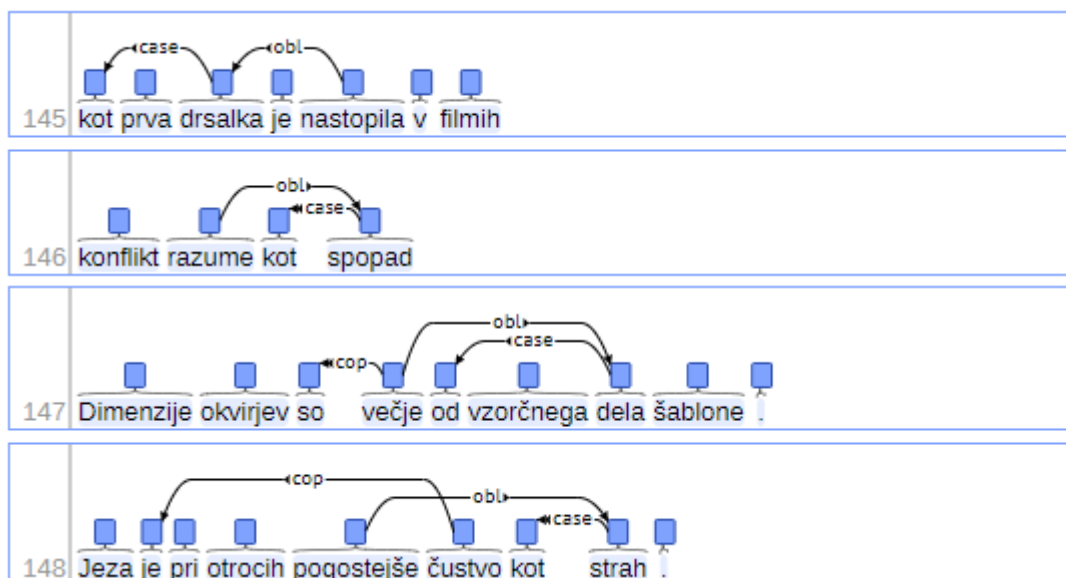 case obl
145 kot prva drsalka je nastopila v filmih
obl
case
146 konflikt razume kot spopad
obl
case
cop
147 Dimenzije okvirjev so večje od vzorčnega dela šablone .
cop
obl
case
148 Jeza je pri otrocih pogostejše čustvo kot strah .